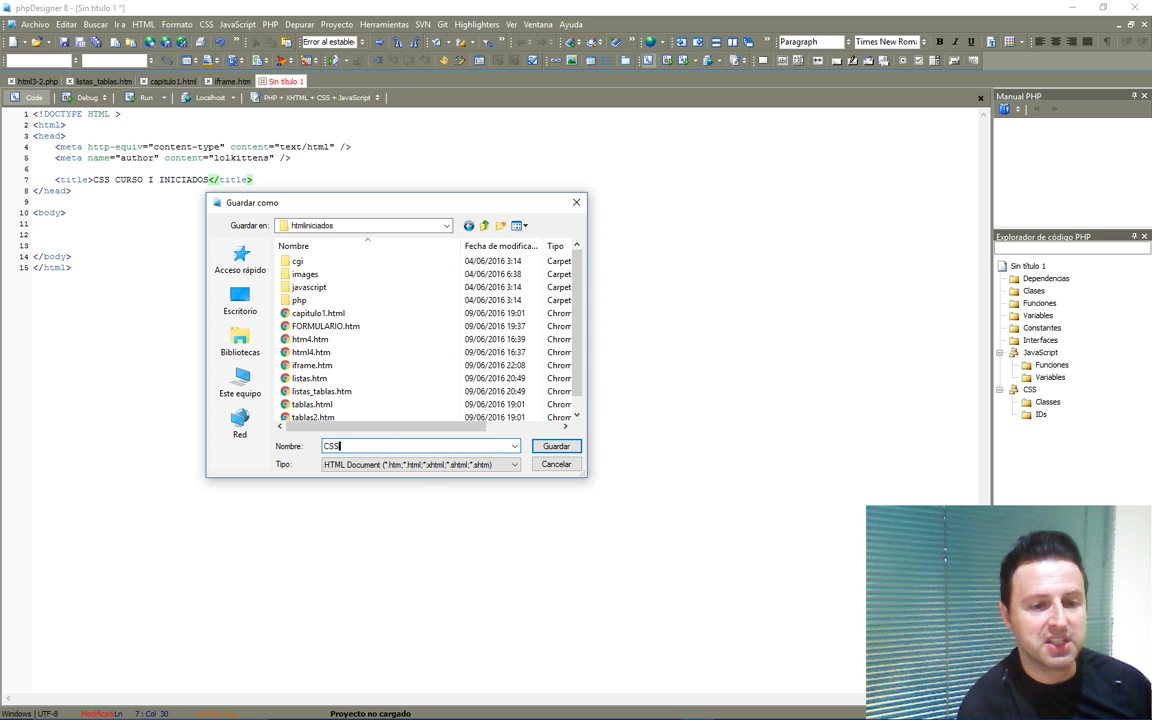 phpDesigner 8 - [Sin título 1 *]
Archivo Editar Buscar Ir a HTML Formato CSS JavaScript PHP Depurar Proyecto Herramientas SVN Git Highlighters Ver Ventana Ayuda
Error al estable
Paragraph
Times New Rom
B I U
html3-2.php listas_tablas.htm capitulo1.html iframe.htm Sin título 1
Code Debug Run Localhost PHP + XHTML + CSS + JavaScript
1 <!DOCTYPE HTML >
2 <html>
3 <head>
4 <meta http-equiv="content-type" content="text/html" />
5 <meta name="author" content="lolkittens" />
6
7 <title>CSS CURSO I INICIADOS</title>
8 </head>
9
10 <body>
11
12
13
14 </body>
15 </html>
Guardar como
Guardar en: htmliniciados
Acceso rápido
Escritorio
Bibliotecas
Este equipo
Red
Nombre Fecha de modifica... Tipo
cgi 04/06/2016 3:14 Carpet
images 04/06/2016 6:38 Carpet
javascript 04/06/2016 3:14 Carpet
php 04/06/2016 3:14 Carpet
capitulo1.html 09/06/2016 19:01 Chrom
FORMULARIO.htm 09/06/2016 19:37 Chrom
htm4.htm 09/06/2016 16:39 Chrom
html4.htm 09/06/2016 16:37 Chrom
iframe.htm 09/06/2016 22:08 Chrom
listas.htm 09/06/2016 20:49 Chrom
listas_tablas.htm 09/06/2016 20:49 Chrom
tablas.html 09/06/2016 19:01 Chrom
tablas2.htm 09/06/2016 19:01 Chrom
Nombre: CSS Guardar
Tipo: HTML Document (*.htm;*.html;*.xhtml;*.shtml;*.shtm) Cancelar
Manual PHP
Explorador de código PHP
Sin título 1
Dependencias
Clases
Funciones
Variables
Constantes
Interfaces
JavaScript
Funciones
Variables
CSS
Classes
IDs
Windows / UTF-8 Modificad Ln 7 : Col 30 Proyecto no cargado